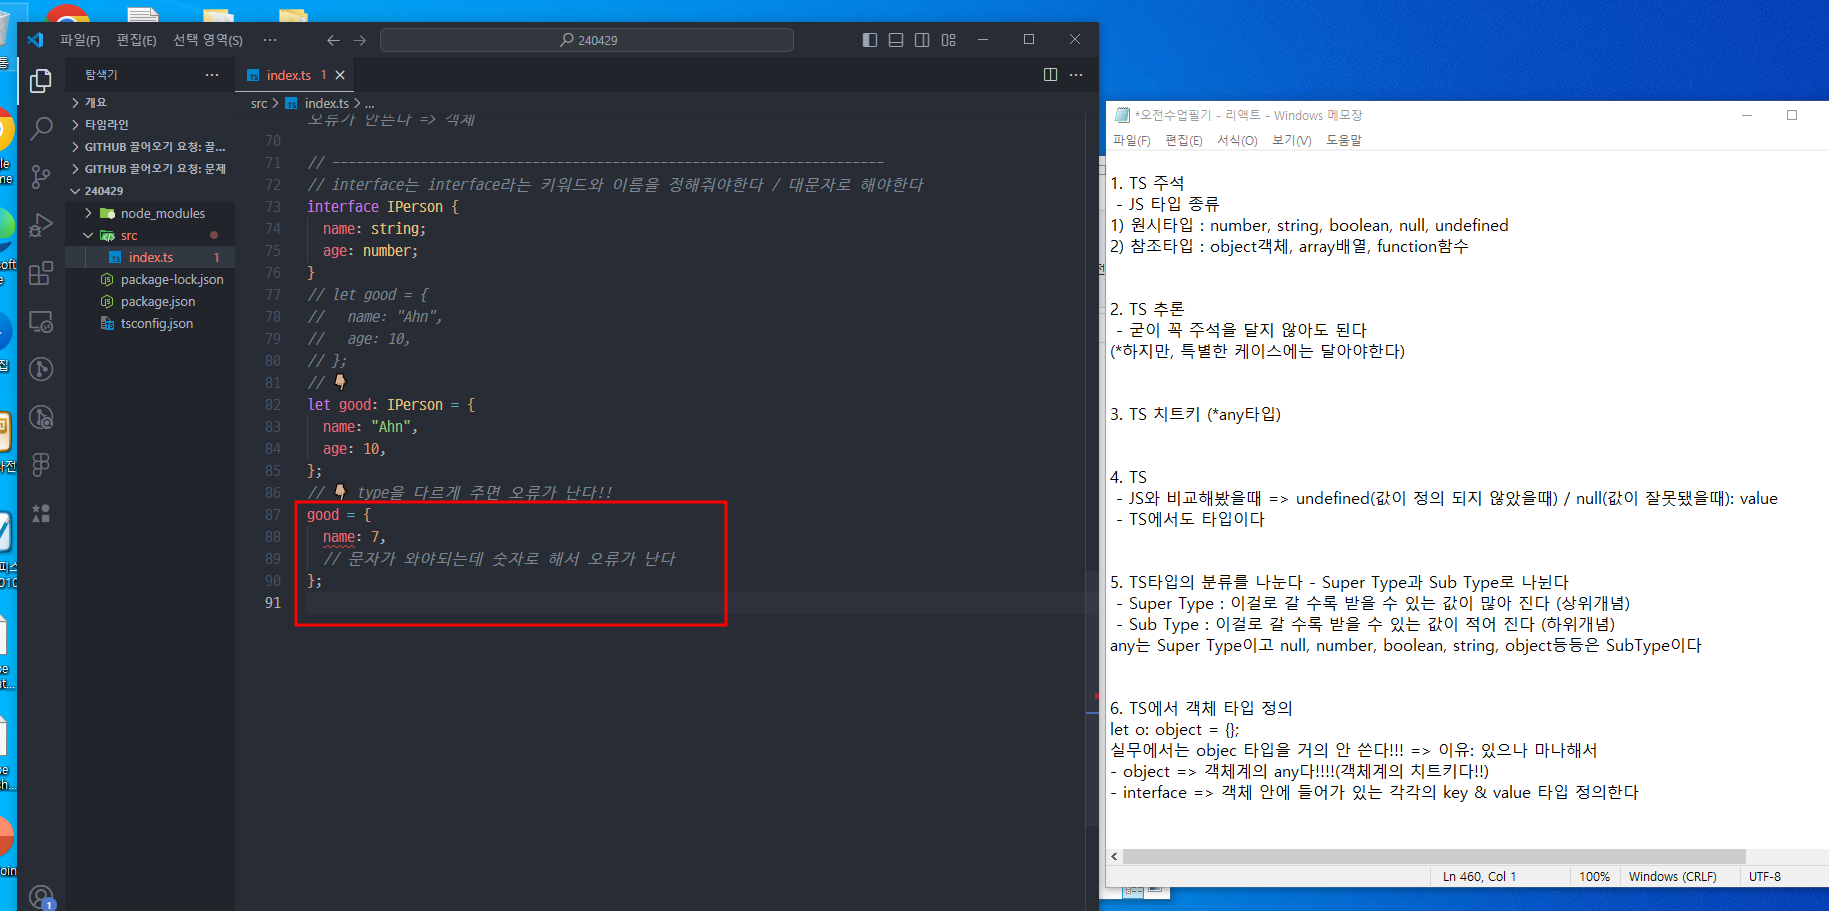 파일(F) 편집(E) 선택 영역(S) ··· 240429
탐색기 ···
index.ts 1
src > index.ts > ...
개요
타임라인
GITHUB 끌어오기 요청: 끌...
GITHUB 끌어오기 요청: 문제
240429
node_modules
src
index.ts 1
package-lock.json
package.json
tsconfig.json
오류가 안뜬다 => 객체
70
71 // ---------------------------------------------------------------------
72 // interface는 interface라는 키워드와 이름을 정해줘야한다 / 대문자로 해야한다
73 interface IPerson {
74 name: string;
75 age: number;
76 }
77 // let good = {
78 //   name: "Ahn",
79 //   age: 10,
80 // };
81 // 👇🏼
82 let good: IPerson = {
83 name: "Ahn",
84 age: 10,
85 };
86 // 👇🏼 type을 다르게 주면 오류가 난다!!
87 good = {
88 name: 7,
89 // 문자가 와야되는데 숫자로 해서 오류가 난다
90 };
91
1
*오전수업필기 - 리액트 - Windows 메모장
파일(F) 편집(E) 서식(O) 보기(V) 도움말
1. TS 주석
- JS 타입 종류
1) 원시타입 : number, string, boolean, null, undefined
2) 참조타입 : object객체, array배열, function함수
2. TS 추론
- 굳이 꼭 주석을 달지 않아도 된다
(*하지만, 특별한 케이스에는 달아야한다)
3. TS 치트키 (*any타입)
4. TS
- JS와 비교해봤을때 => undefined(값이 정의 되지 않았을때) / null(값이 잘못됐을때): value
- TS에서도 타입이다
5. TS타입의 분류를 나눈다 - Super Type과 Sub Type로 나뉜다
- Super Type : 이걸로 갈 수록 받을 수 있는 값이 많아 진다 (상위개념)
- Sub Type : 이걸로 갈 수록 받을 수 있는 값이 적어 진다 (하위개념)
any는 Super Type이고 null, number, boolean, string, object등등은 SubType이다
6. TS에서 객체 타입 정의
let o: object = {};
실무에서는 objec 타입을 거의 안 쓴다!!! => 이유: 있으나 마나해서
- object => 객체계의 any다!!!!(객체계의 치트키다!!)
- interface => 객체 안에 들어가 있는 각각의 key & value 타입 정의한다
Ln 460, Col 1 100% Windows (CRLF) UTF-8